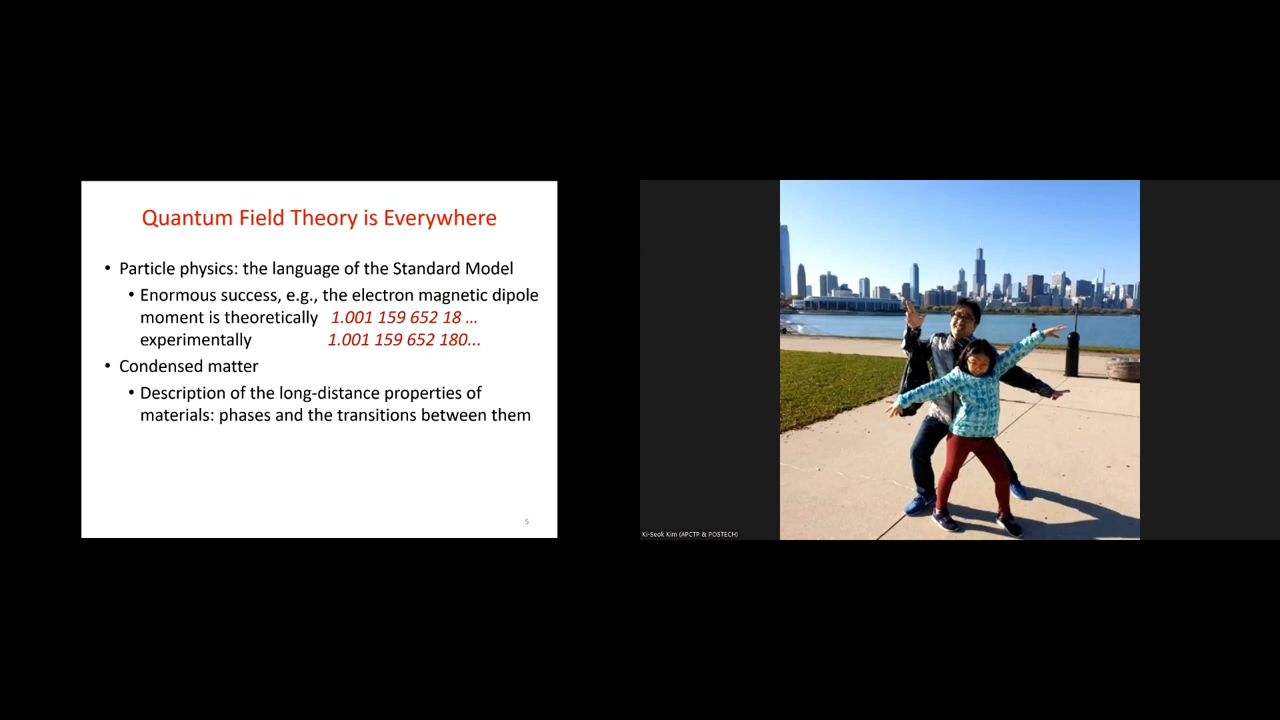 Quantum Field Theory is Everywhere
• Particle physics: the language of the Standard Model
• Enormous success, e.g., the electron magnetic dipole
moment is theoretically 1.001 159 652 18 ...
experimentally 1.001 159 652 180...
• Condensed matter
• Description of the long-distance properties of
materials: phases and the transitions between them
5
Ki-Seok Kim (APCTP & POSTECH)